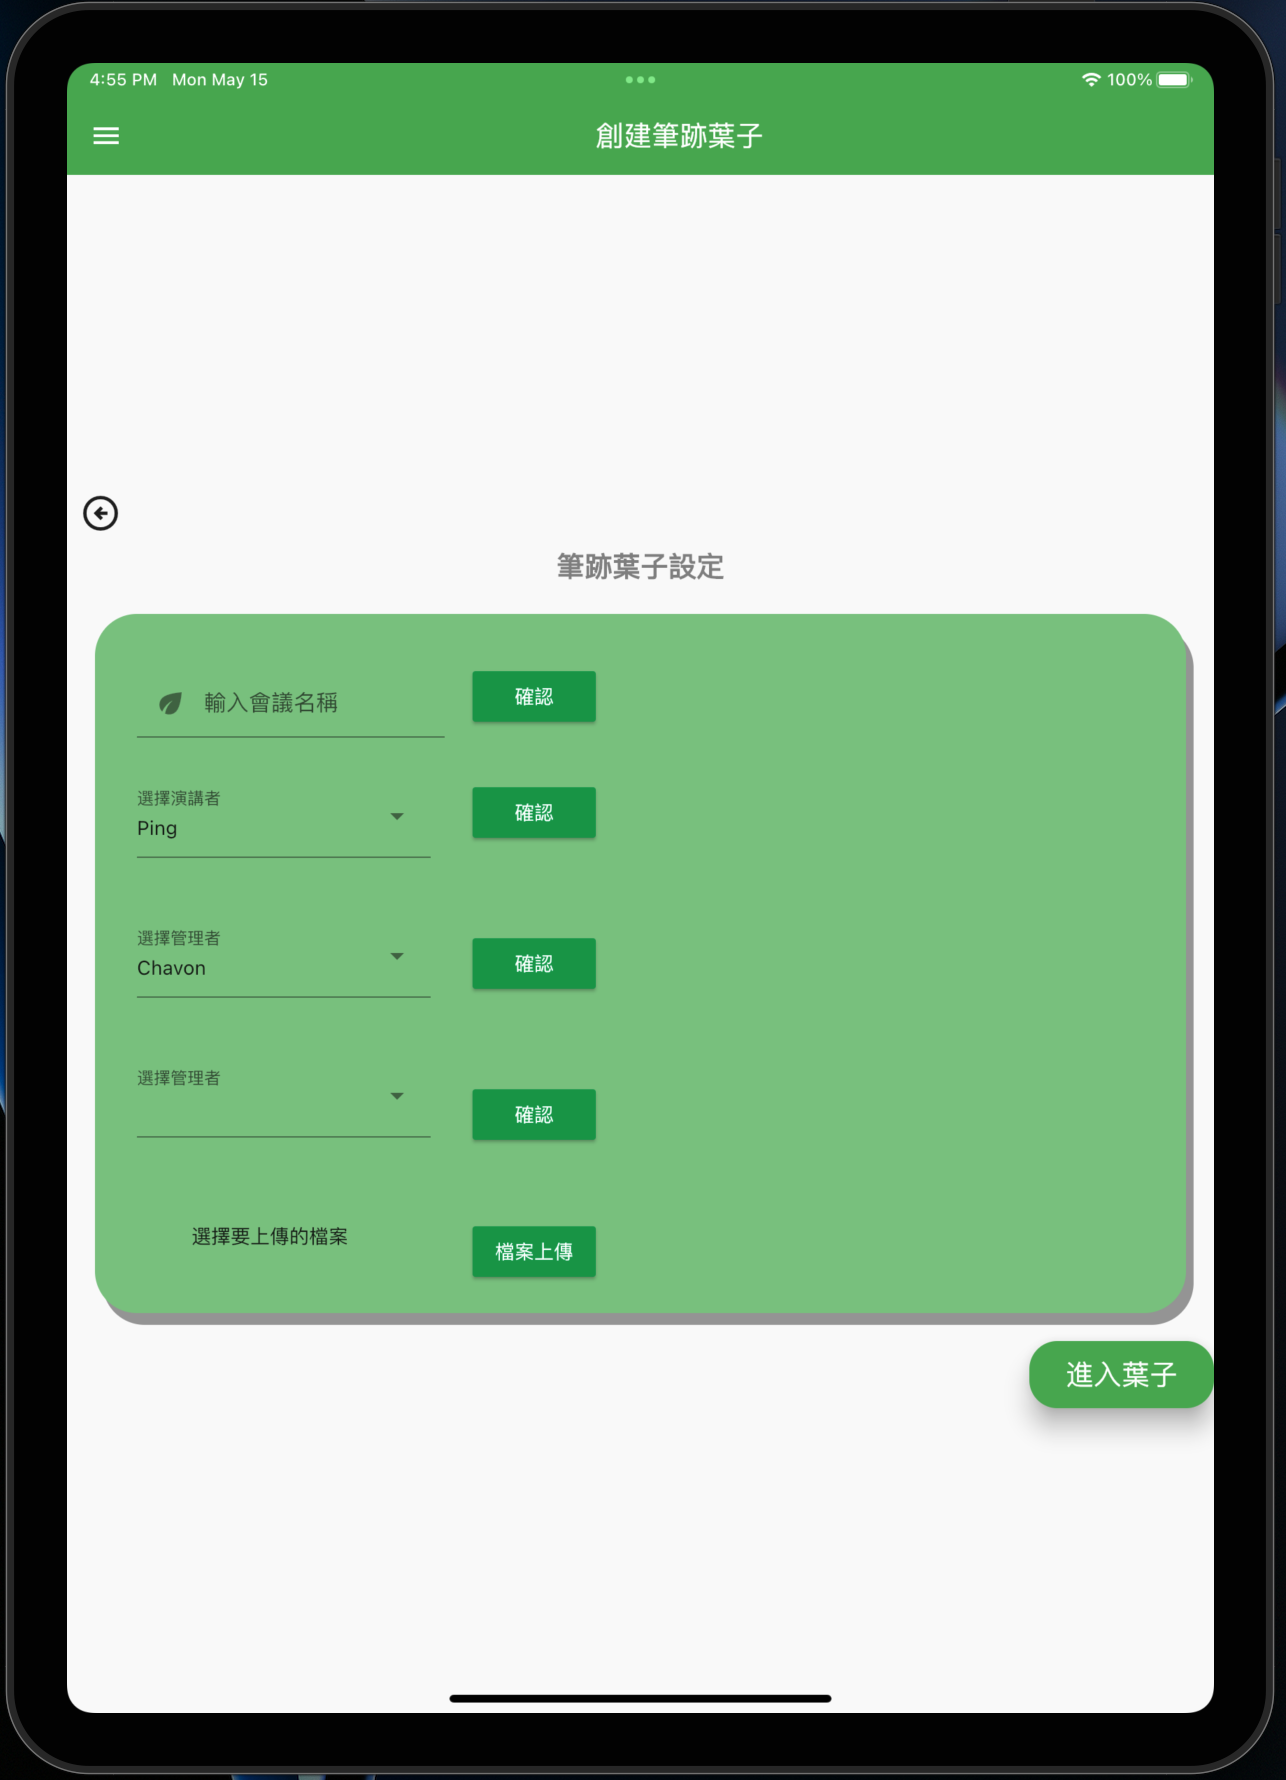 4:55 PM Mon May 15 100%
創建筆跡葉子
筆跡葉子設定
輸入會議名稱 確認
選擇演講者
Ping 確認
選擇管理者
Chavon 確認
選擇管理者
確認
選擇要上傳的檔案 檔案上傳
進入葉子